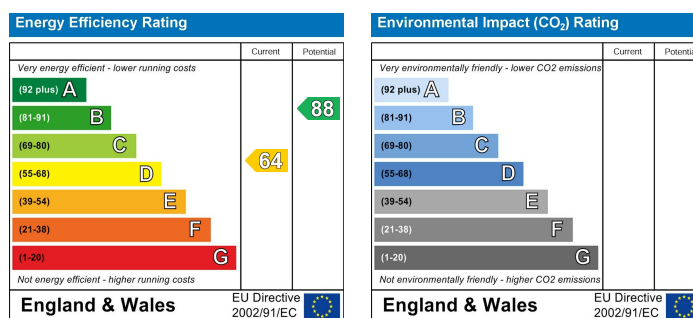 Energy Efficiency Rating
Current Potential
Very energy efficient - lower running costs
(92 plus) A
(81-91) B
(69-80) C
(55-68) D
(39-54) E
(21-38) F
(1-20) G
88
64
Not energy efficient - higher running costs
England & Wales
EU Directive
2002/91/EC
Environmental Impact (CO₂) Rating
Current Potential
Very environmentally friendly - lower CO2 emissions
(92 plus) A
(81-91) B
(69-80) C
(55-68) D
(39-54) E
(21-38) F
(1-20) G
Not environmentally friendly - higher CO2 emissions
England & Wales
EU Directive
2002/91/EC